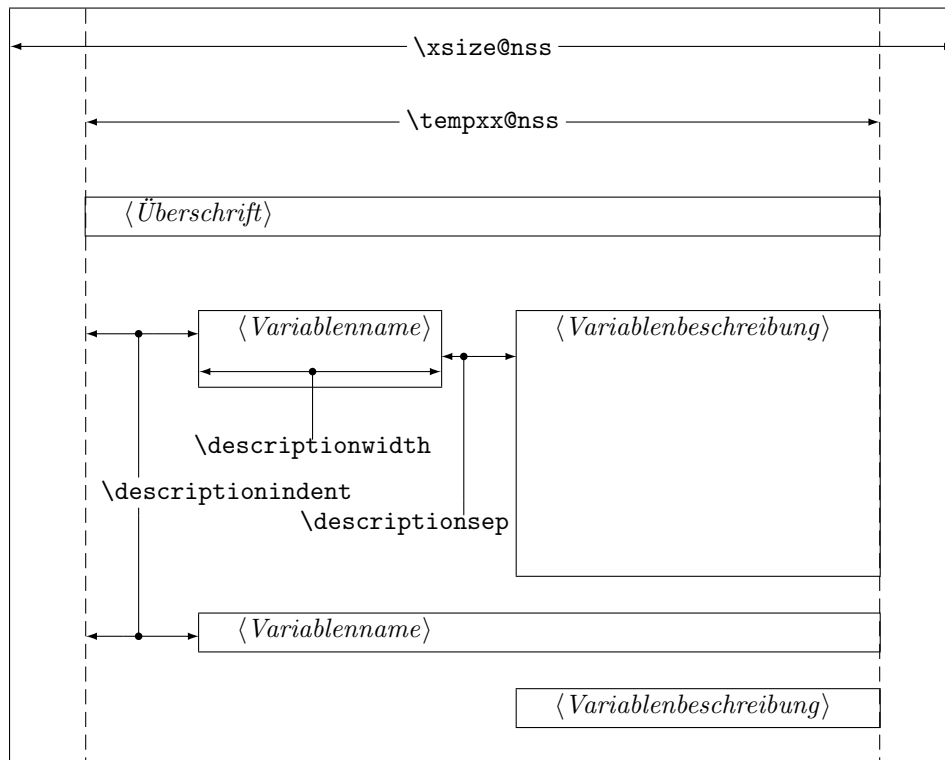 \xsize@nss
\tempxx@nss
⟨Überschrift⟩
⟨Variablenname⟩ ⟨Variablenbeschreibung⟩
\descriptionwidth
\descriptionindent
\descriptionsep
⟨Variablenname⟩
⟨Variablenbeschreibung⟩